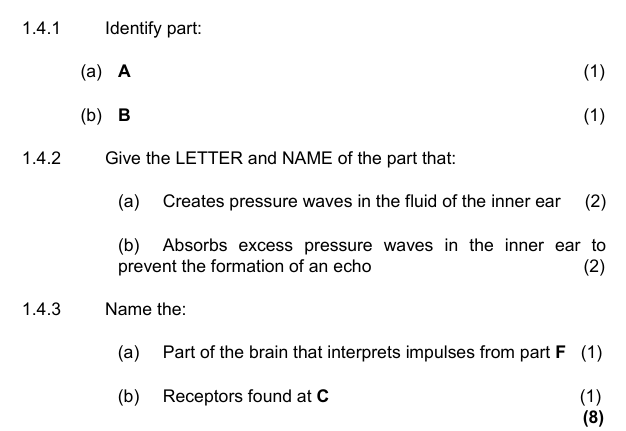 1.4.1 Identify part:
(a) A (1)
(b) B (1)
1.4.2 Give the LETTER and NAME of the part that:
(a) Creates pressure waves in the fluid of the inner ear (2)
(b) Absorbs excess pressure waves in the inner ear to
prevent the formation of an echo (2)
1.4.3 Name the:
(a) Part of the brain that interprets impulses from part F (1)
(b) Receptors found at C (1)
(8)